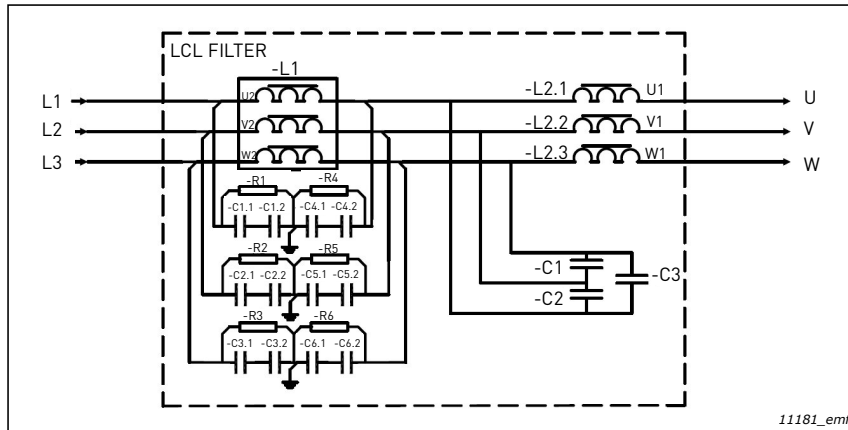 LCL FILTER
-L1
L1 U2 -L2.1 U1 U
L2 V2 -L2.2 V1 V
L3 W2 -L2.3 W1 W
-R1 -R4
-C1.1 -C1.2 -C4.1 -C4.2
-R2 -R5
-C2.1 -C2.2 -C5.1 -C5.2
-C1 -C3
-C2
-R3 -R6
-C3.1 -C3.2 -C6.1 -C6.2
11181_emf